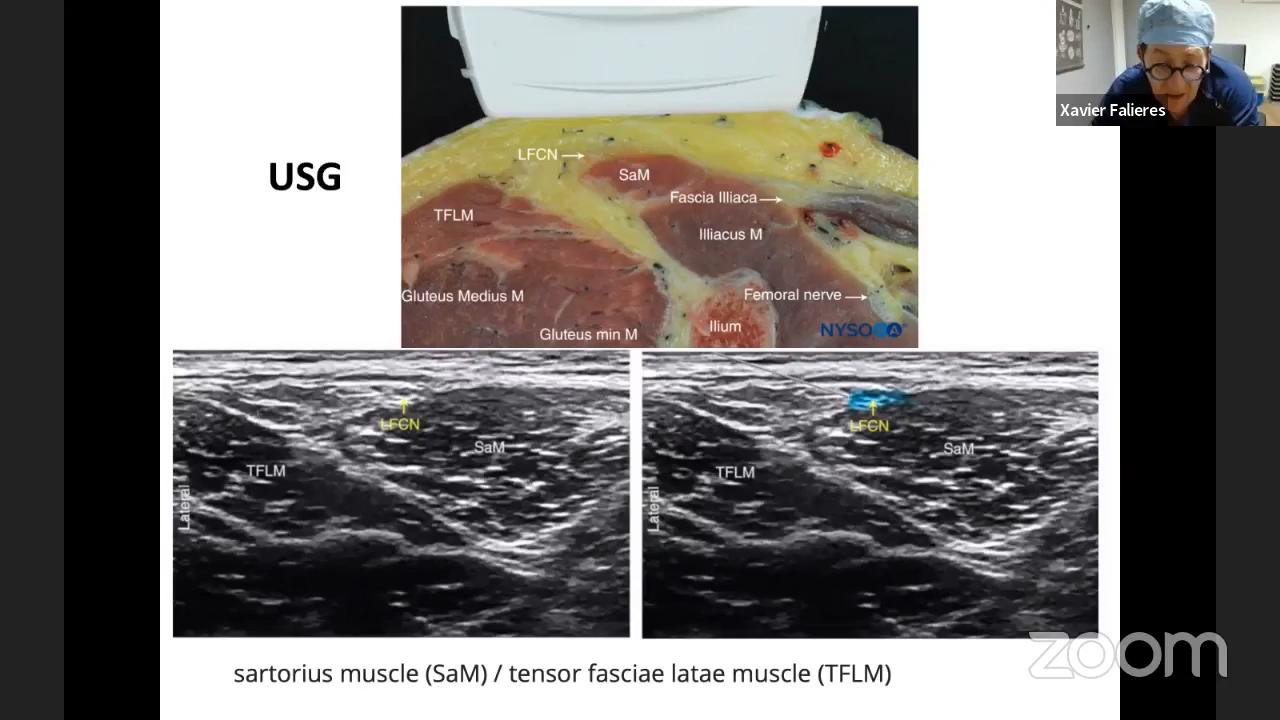 Xavier Falieres
USG
LFCN
SaM
Fascia Illiaca
TFLM
Illiacus M
Gluteus Medius M
Femoral nerve
Ilium
Gluteus min M
NYSORA
LFCN
SaM
TFLM
Lateral
LFCN
SaM
TFLM
Lateral
sartorius muscle (SaM) / tensor fasciae latae muscle (TFLM)
zoom